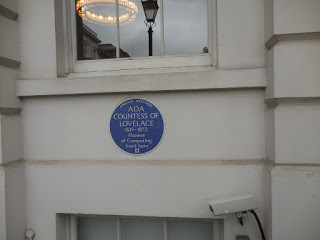 ADA
COUNTESS OF
LOVELACE
1815-1852
Pioneer
of Computing
lived here